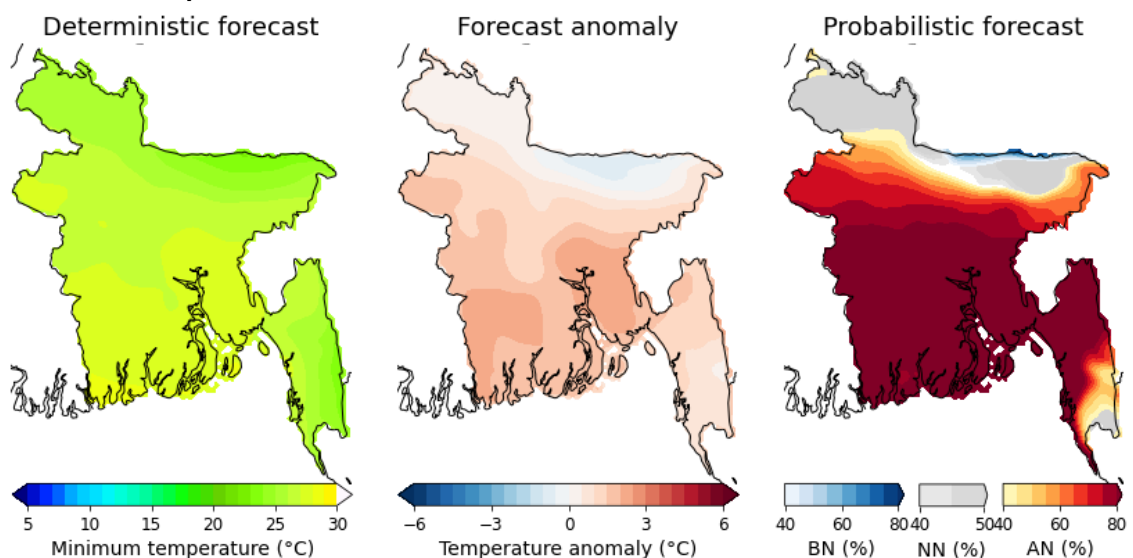 Deterministic forecast
Forecast anomaly
Probabilistic forecast
5 10 15 20 25 30
Minimum temperature (°C)
−6 −3 0 3 6
Temperature anomaly (°C)
40 60 80
BN (%)
40 50
NN (%)
40 60 80
AN (%)